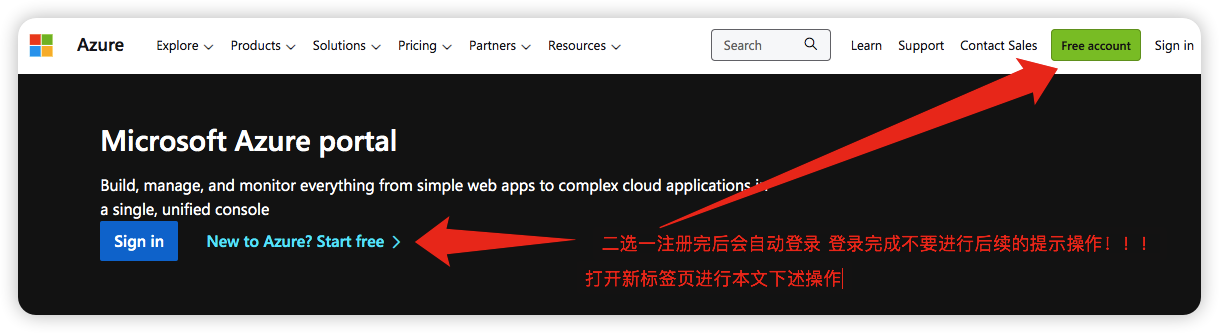 Azure Explore Products Solutions Pricing Partners Resources Search Learn Support Contact Sales Free account Sign in
Microsoft Azure portal
Build, manage, and monitor everything from simple web apps to complex cloud applications in
a single, unified console
Sign in New to Azure? Start free
二选一注册完后会自动登录 登录完成不要进行后续的提示操作！！！
打开新标签页进行本文下述操作